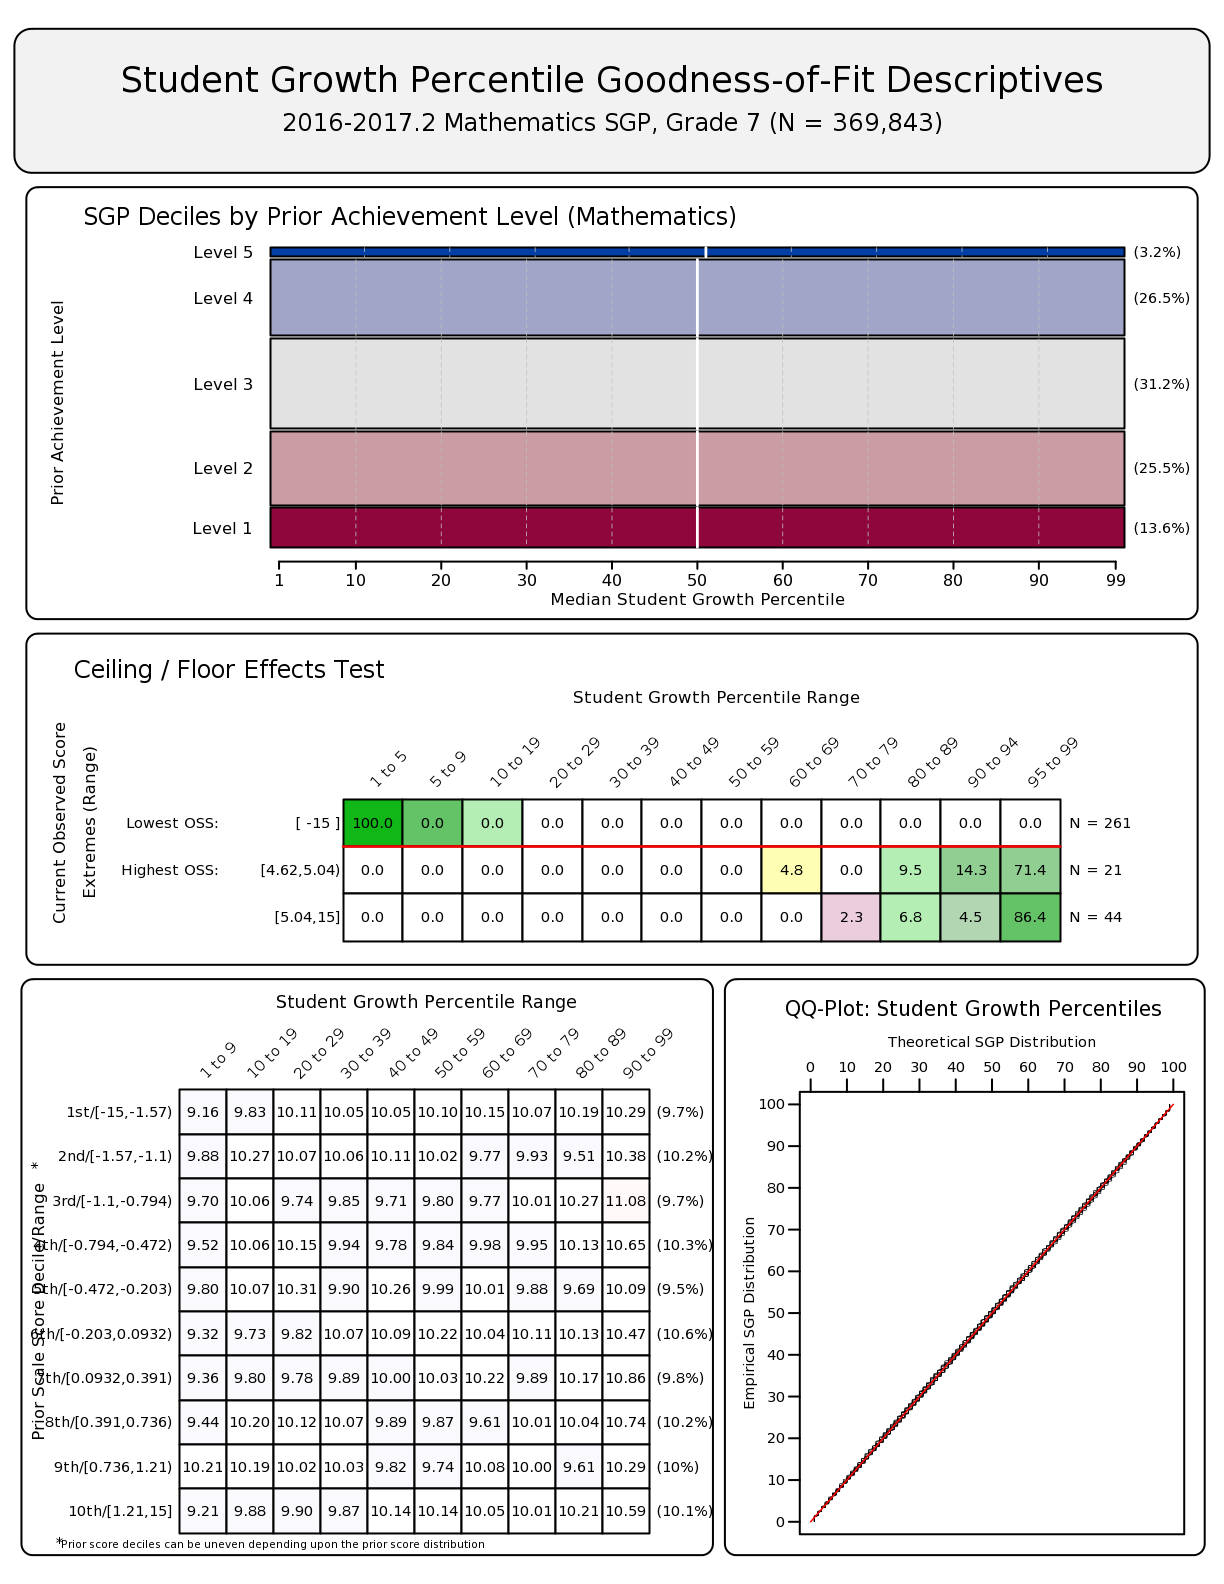 Student Growth Percentile Goodness-of-Fit Descriptives
2016-2017.2 Mathematics SGP, Grade 7 (N = 369,843)
SGP Deciles by Prior Achievement Level (Mathematics)
Prior Achievement Level
Level 5 (3.2%)
Level 4 (26.5%)
Level 3 (31.2%)
Level 2 (25.5%)
Level 1 (13.6%)
1 10 20 30 40 50 60 70 80 90 99
Median Student Growth Percentile
Ceiling / Floor Effects Test
Student Growth Percentile Range
Current Observed Score
Extremes (Range)
1 to 5 5 to 9 10 to 19 20 to 29 30 to 39 40 to 49 50 to 59 60 to 69 70 to 79 80 to 89 90 to 94 95 to 99
Lowest OSS: [ -15 ] 100.0 0.0 0.0 0.0 0.0 0.0 0.0 0.0 0.0 0.0 0.0 0.0 N = 261
Highest OSS: [4.62,5.04) 0.0 0.0 0.0 0.0 0.0 0.0 0.0 4.8 0.0 9.5 14.3 71.4 N = 21
[5.04,15] 0.0 0.0 0.0 0.0 0.0 0.0 0.0 0.0 2.3 6.8 4.5 86.4 N = 44
Student Growth Percentile Range
Prior Scale Score Decile/Range *
1 to 9 10 to 19 20 to 29 30 to 39 40 to 49 50 to 59 60 to 69 70 to 79 80 to 89 90 to 99
1st/[-15,-1.57) 9.16 9.83 10.11 10.05 10.05 10.10 10.15 10.07 10.19 10.29 (9.7%)
2nd/[-1.57,-1.1) 9.88 10.27 10.07 10.06 10.11 10.02 9.77 9.93 9.51 10.38 (10.2%)
3rd/[-1.1,-0.794) 9.70 10.06 9.74 9.85 9.71 9.80 9.77 10.01 10.27 11.08 (9.7%)
4th/[-0.794,-0.472) 9.52 10.06 10.15 9.94 9.78 9.84 9.98 9.95 10.13 10.65 (10.3%)
5th/[-0.472,-0.203) 9.80 10.07 10.31 9.90 10.26 9.99 10.01 9.88 9.69 10.09 (9.5%)
6th/[-0.203,0.0932) 9.32 9.73 9.82 10.07 10.09 10.22 10.04 10.11 10.13 10.47 (10.6%)
7th/[0.0932,0.391) 9.36 9.80 9.78 9.89 10.00 10.03 10.22 9.89 10.17 10.86 (9.8%)
8th/[0.391,0.736) 9.44 10.20 10.12 10.07 9.89 9.87 9.61 10.01 10.04 10.74 (10.2%)
9th/[0.736,1.21) 10.21 10.19 10.02 10.03 9.82 9.74 10.08 10.00 9.61 10.29 (10%)
10th/[1.21,15] 9.21 9.88 9.90 9.87 10.14 10.14 10.05 10.01 10.21 10.59 (10.1%)
*Prior score deciles can be uneven depending upon the prior score distribution
QQ-Plot: Student Growth Percentiles
Theoretical SGP Distribution
0 10 20 30 40 50 60 70 80 90 100
Empirical SGP Distribution
100
90
80
70
60
50
40
30
20
10
0